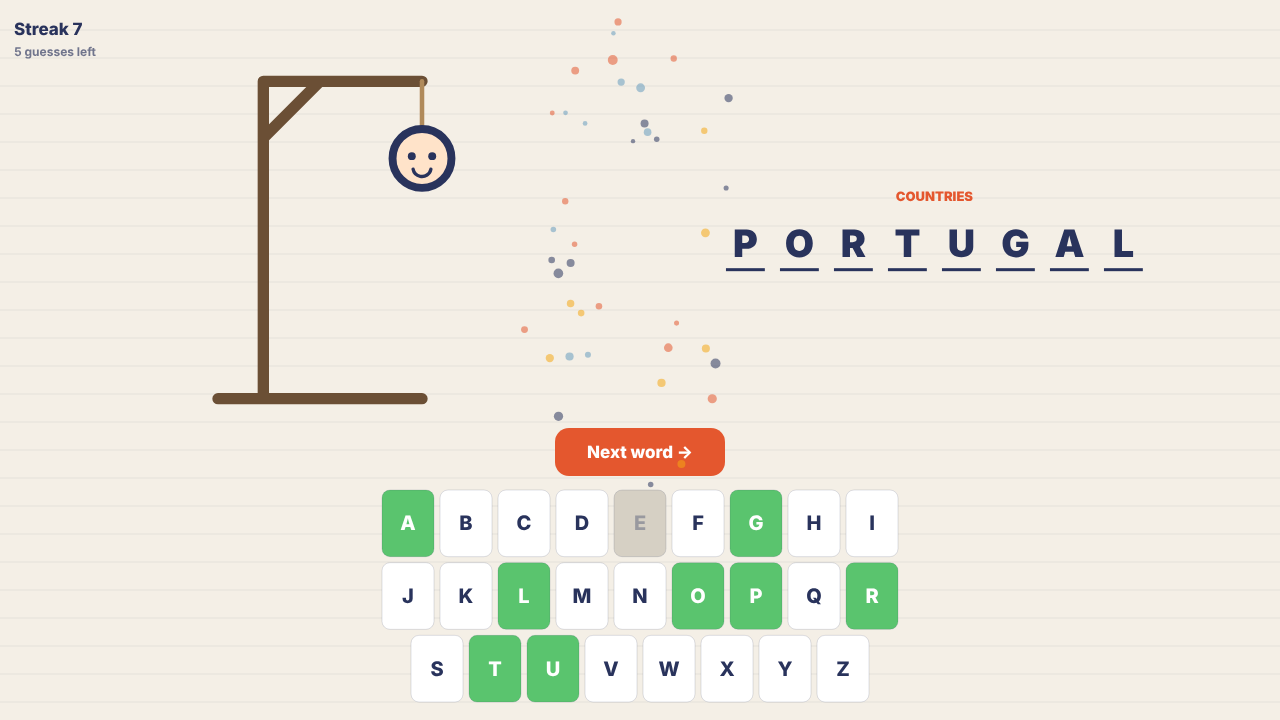 Streak 7
5 guesses left
COUNTRIES
P O R T U G A L
Next word →
A B C D E F G H I
J K L M N O P Q R
S T U V W X Y Z